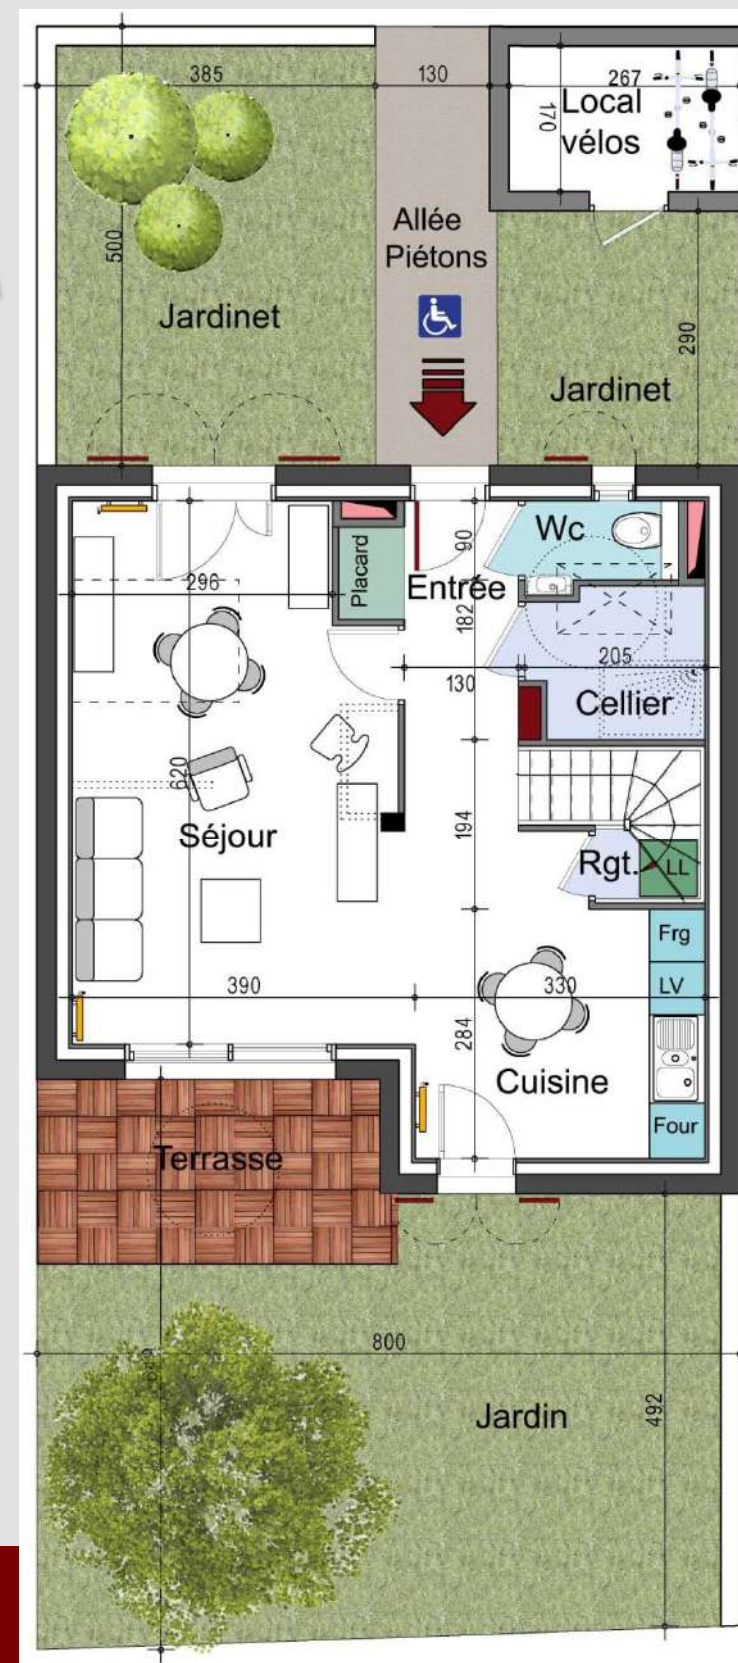 385
130
267
170
Local
vélos
500
Allée
Piétons
Jardinet
290
Jardinet
Wc
90
Placard
Entrée
296
182
205
130
Cellier
620
194
Séjour
Rgt.
LL
Frg
390
330
LV
284
Cuisine
Four
Terrasse
800
492
Jardin